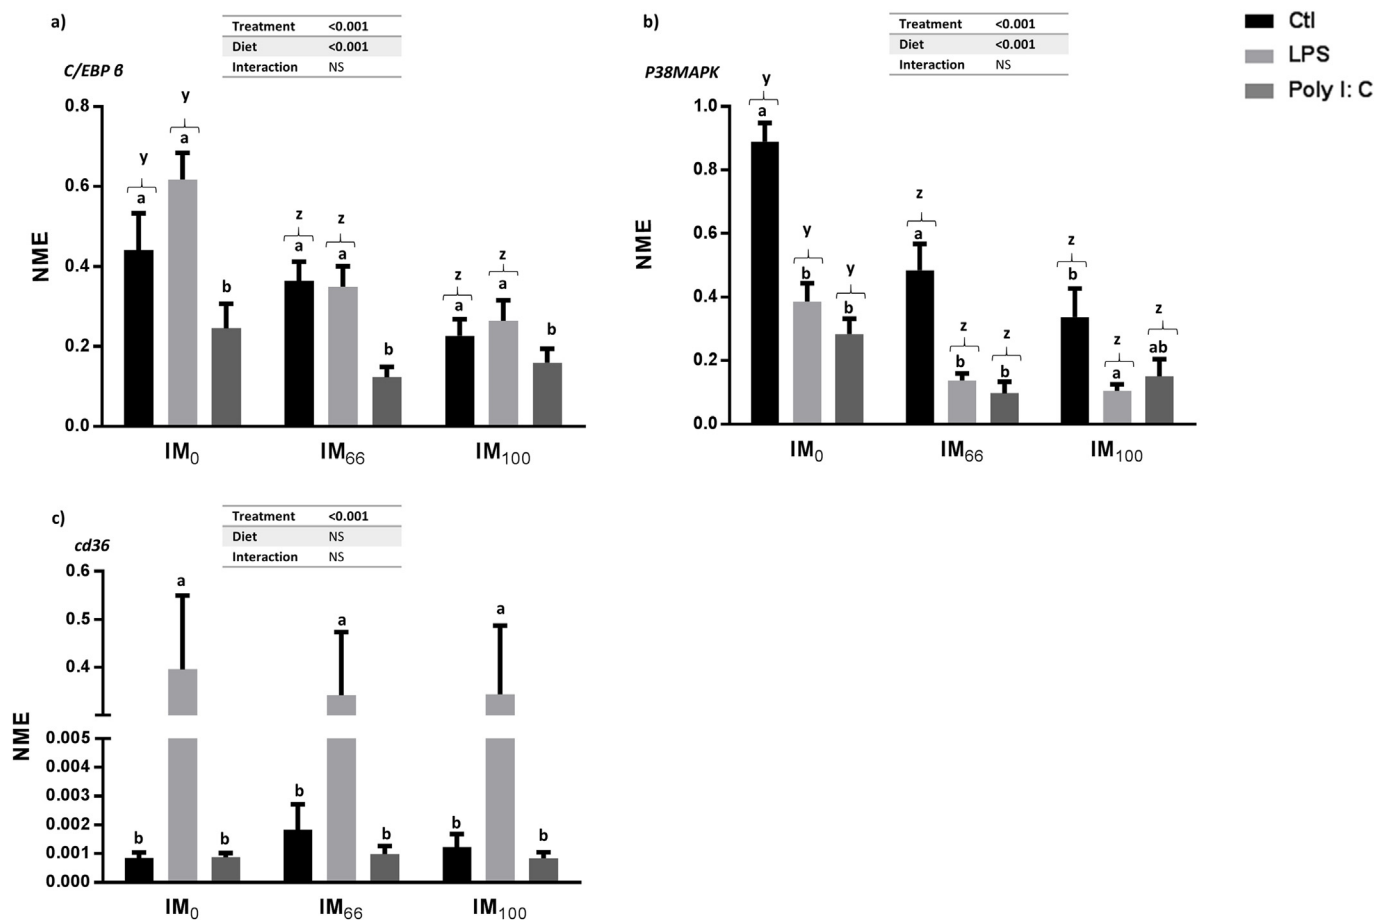 a)
Treatment <0.001
Diet <0.001
Interaction NS
C/EBP β
NME
0.8
0.6
0.4
0.2
0.0
y
a
y
a
b
z
a
z
a
b
z
a
z
a
b
IM0
IM66
IM100
b)
Treatment <0.001
Diet <0.001
Interaction NS
P38MAPK
NME
1.0
0.8
0.6
0.4
0.2
0.0
y
a
y
b
y
b
z
a
z
b
z
b
z
b
z
a
z
ab
IM0
IM66
IM100
Ctl
LPS
Poly I: C
c)
Treatment <0.001
Diet NS
Interaction NS
cd36
NME
0.6
0.5
0.4
0.005
0.004
0.003
0.002
0.001
0.000
b
a
b
b
a
b
b
a
b
IM0
IM66
IM100